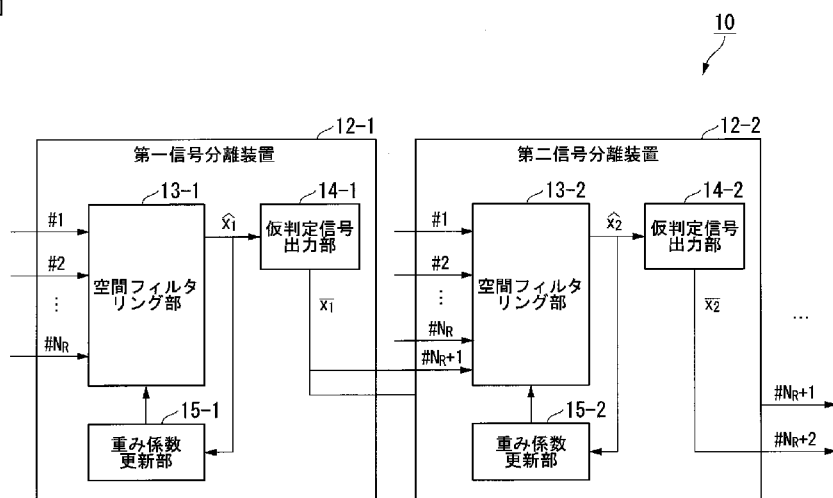 10
12-1
第一信号分離装置
13-1
#1
#2
⋮
#NR
空間フィルタ
リング部
x̂1
14-1
仮判定信号
出力部
x̄1
15-1
重み係数
更新部
12-2
第二信号分離装置
13-2
#1
#2
⋮
#NR
#NR+1
空間フィルタ
リング部
x̂2
14-2
仮判定信号
出力部
x̄2
15-2
重み係数
更新部
…
#NR+1
#NR+2